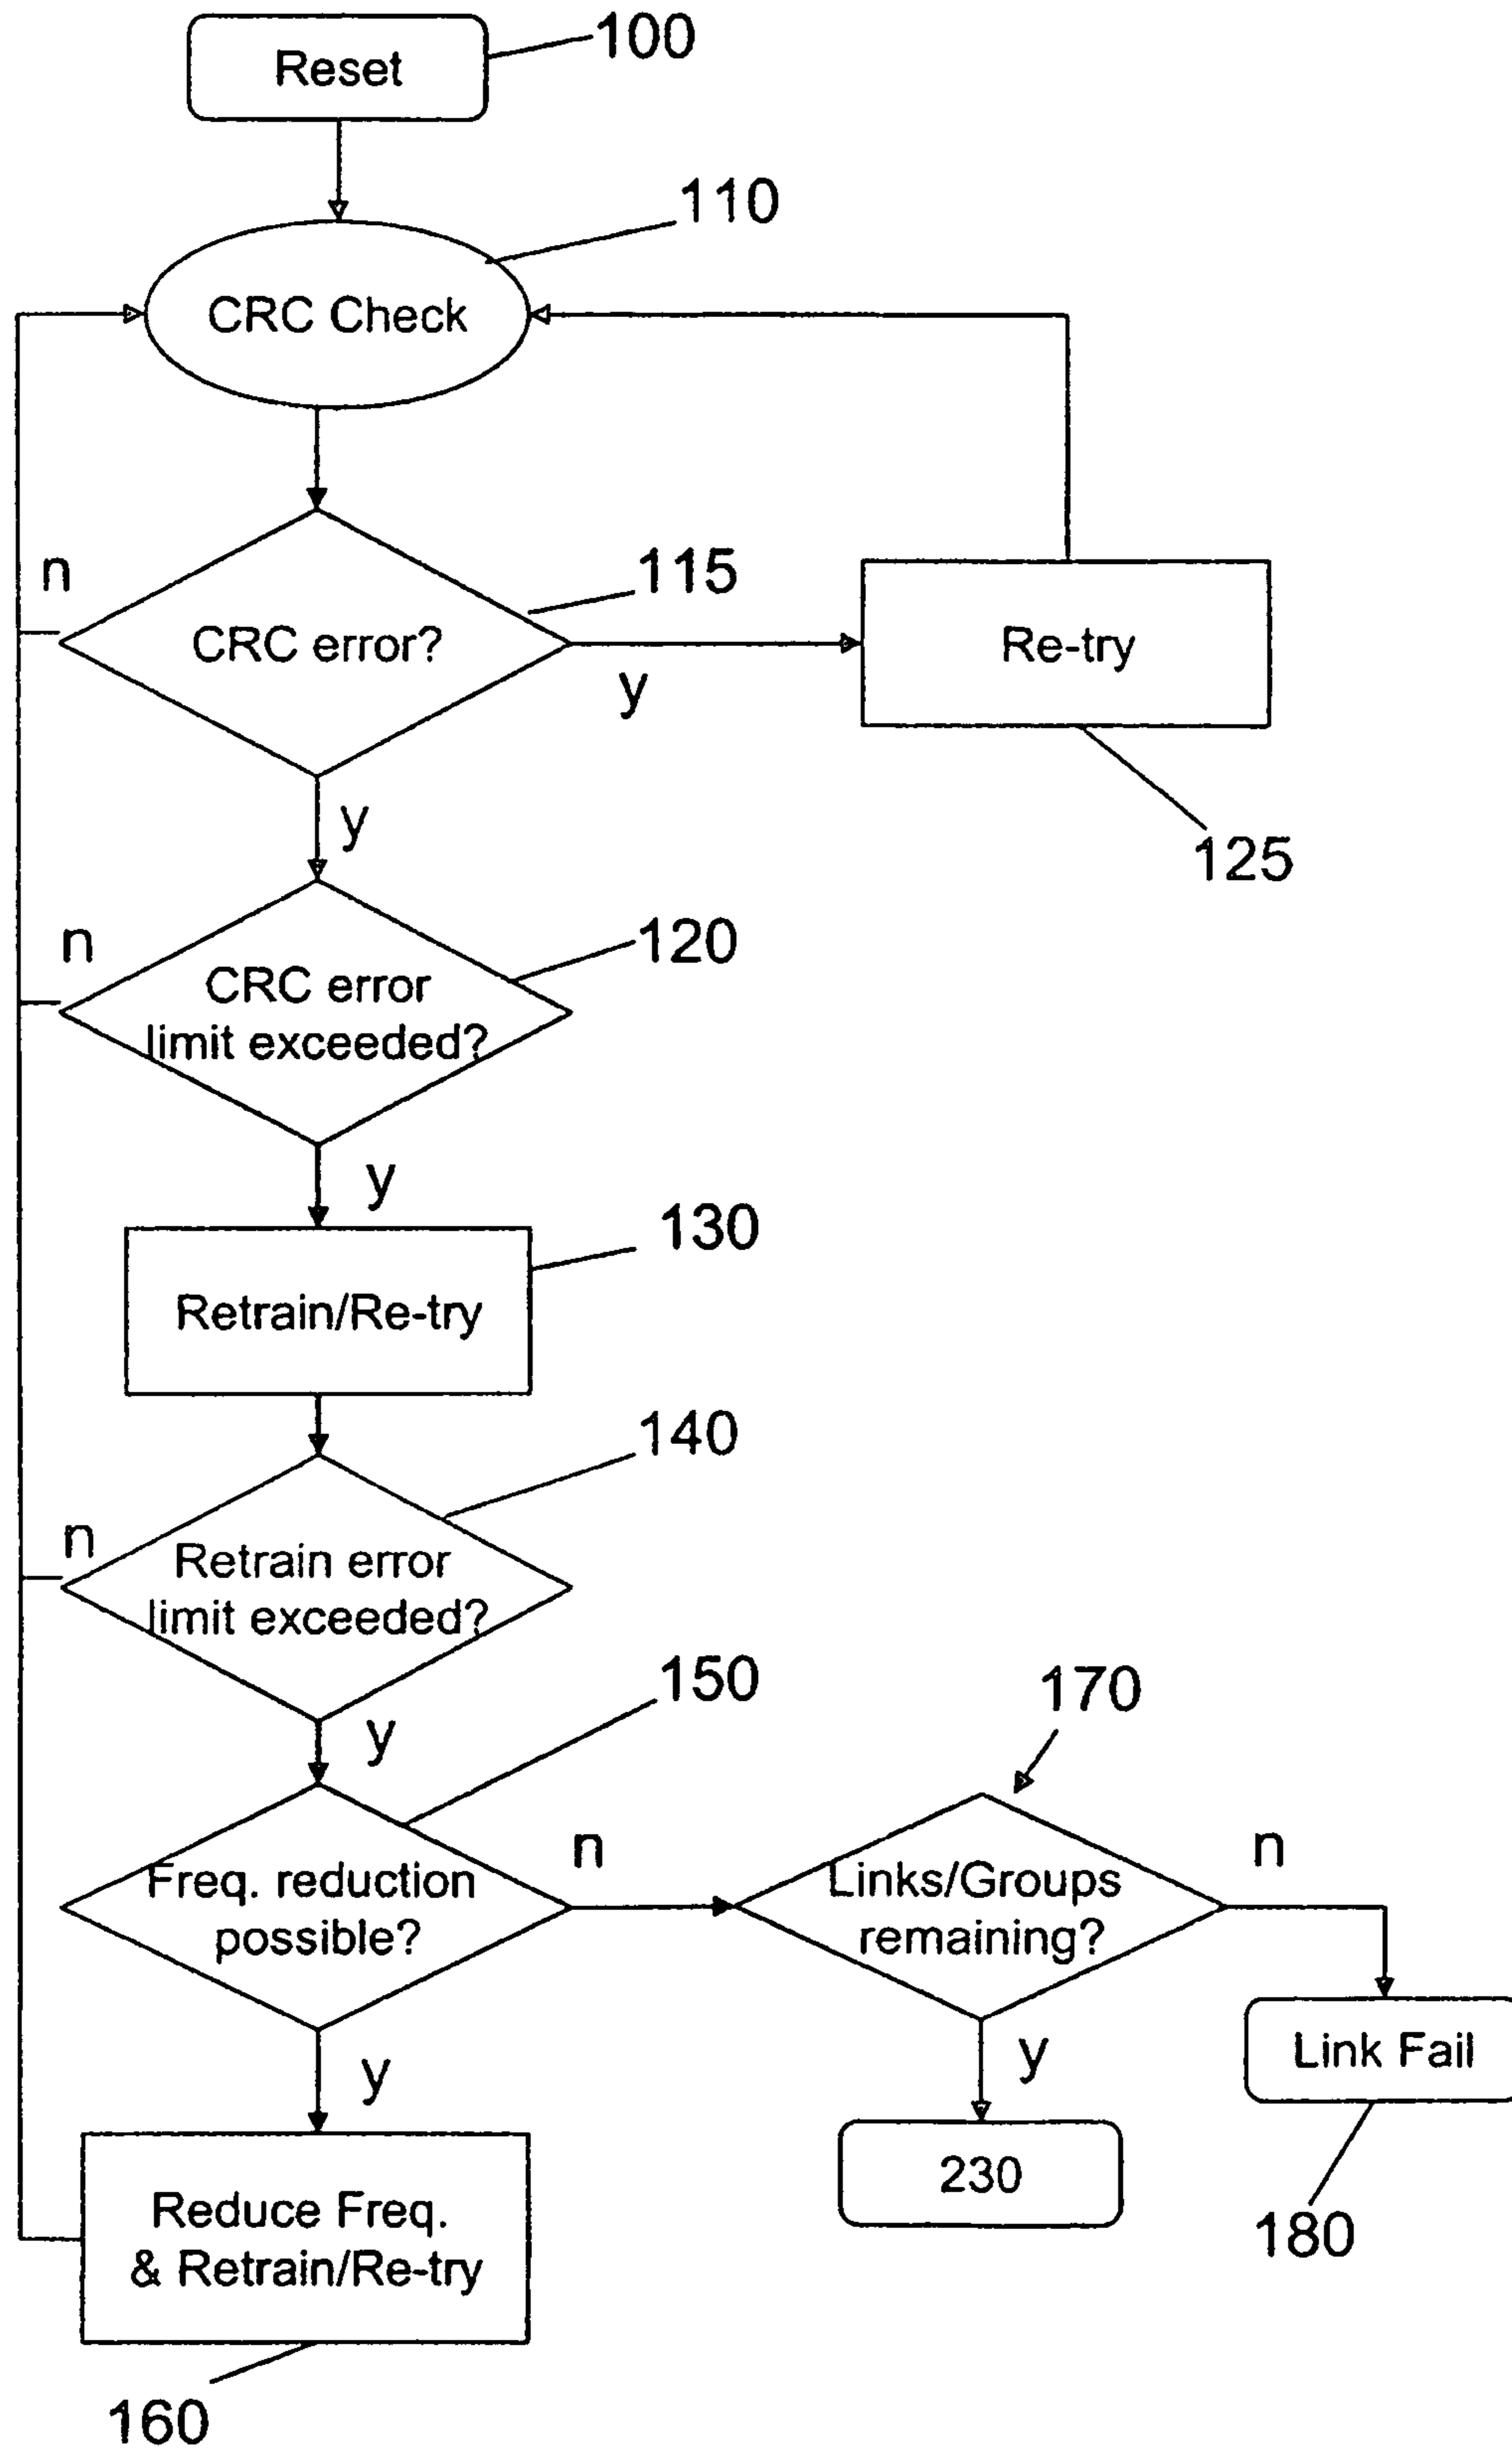 Reset
100
110
CRC Check
n
115
CRC error?
y
Re-try
125
y
n
120
CRC error
limit exceeded?
y
130
Retrain/Re-try
140
n
Retrain error
limit exceeded?
y
150
170
Freq. reduction
possible?
n
Links/Groups
remaining?
n
y
y
Link Fail
180
230
Reduce Freq.
& Retrain/Re-try
160